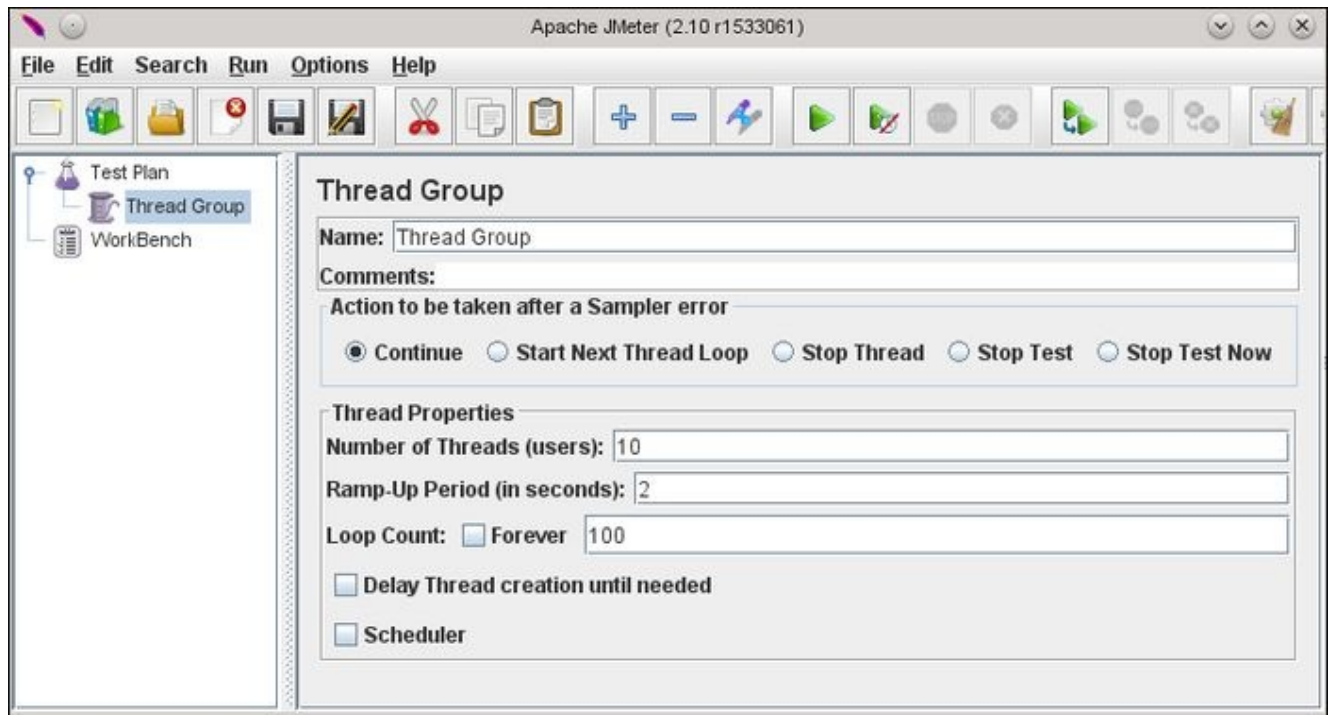 Apache JMeter (2.10 r1533061)
File Edit Search Run Options Help
Test Plan
Thread Group
WorkBench
Thread Group
Name: Thread Group
Comments:
Action to be taken after a Sampler error
Continue Start Next Thread Loop Stop Thread Stop Test Stop Test Now
Thread Properties
Number of Threads (users): 10
Ramp-Up Period (in seconds): 2
Loop Count: Forever 100
Delay Thread creation until needed
Scheduler